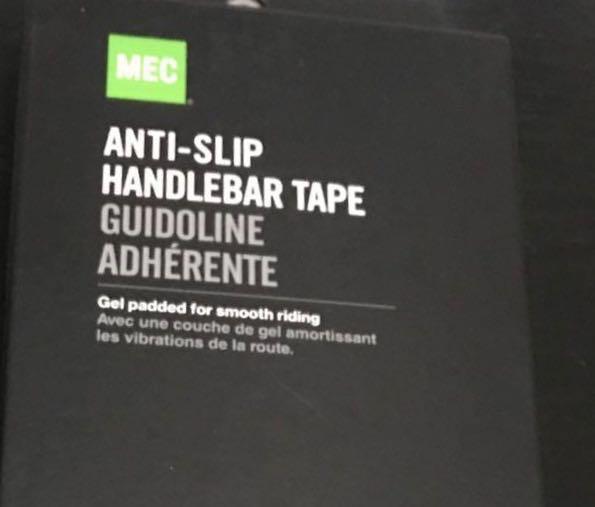 MEC
ANTI-SLIP
HANDLEBAR TAPE
GUIDOLINE
ADHÉRENTE
Gel padded for smooth riding
Avec une couche de gel amortissant
les vibrations de la route.